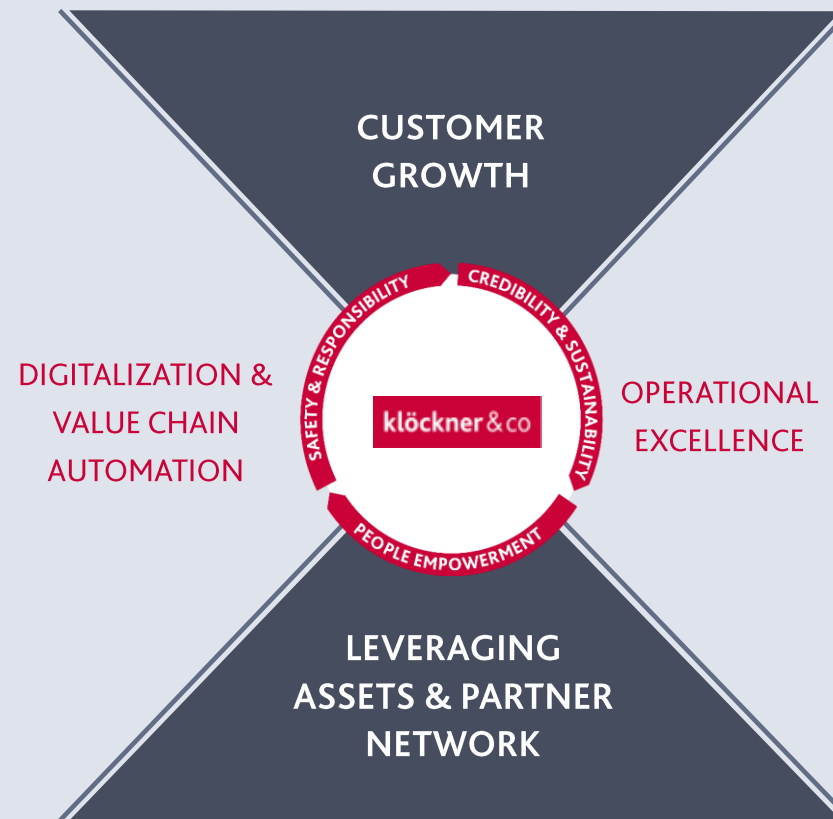 CUSTOMER
GROWTH
SAFETY & RESPONSIBILITY
CREDIBILITY & SUSTAINABILITY
DIGITALIZATION &
VALUE CHAIN
AUTOMATION
klöckner & co
OPERATIONAL
EXCELLENCE
PEOPLE EMPOWERMENT
LEVERAGING
ASSETS & PARTNER
NETWORK